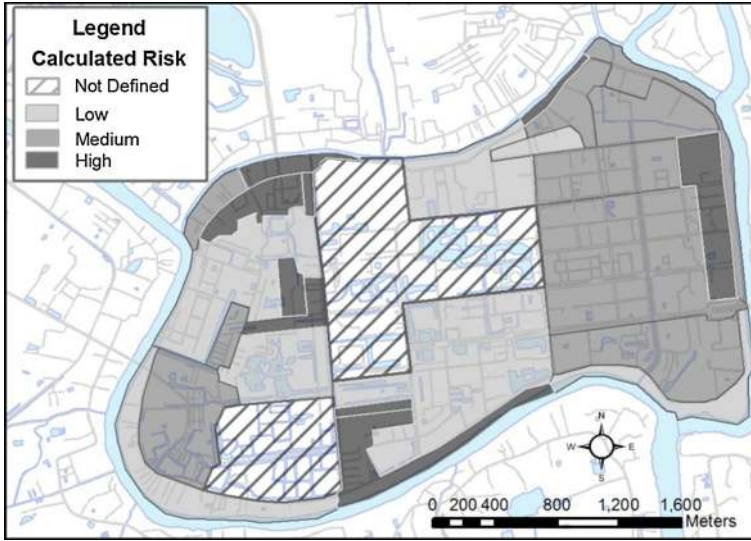 Legend
Calculated Risk
Not Defined
Low
Medium
High
N
W E
S
0 200 400 800 1,200 1,600
Meters